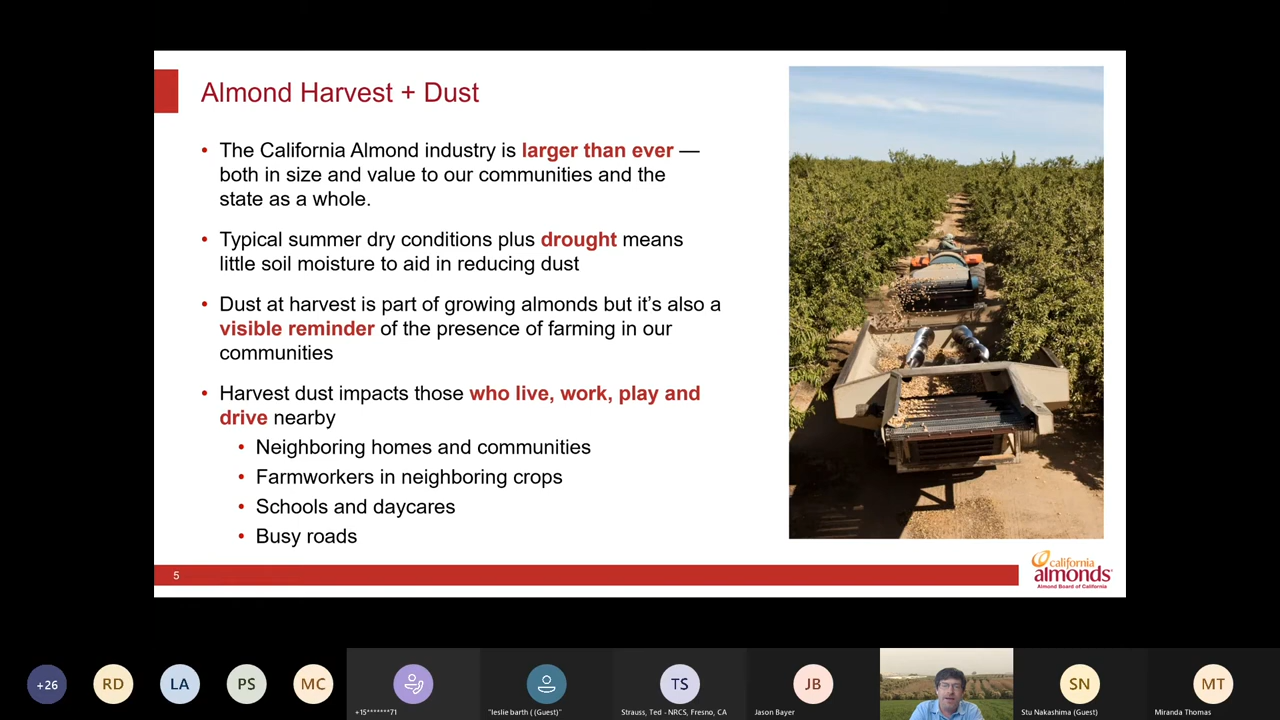 Almond Harvest + Dust
• The California Almond industry is larger than ever —
both in size and value to our communities and the
state as a whole.
• Typical summer dry conditions plus drought means
little soil moisture to aid in reducing dust
• Dust at harvest is part of growing almonds but it’s also a
visible reminder of the presence of farming in our
communities
• Harvest dust impacts those who live, work, play and
drive nearby
• Neighboring homes and communities
• Farmworkers in neighboring crops
• Schools and daycares
• Busy roads
5
california
almonds®
Almond Board of California
+26
RD
LA
PS
MC
TS
JB
SN
MT
+15*******71
"leslie barth ( (Guest)"
Strauss, Ted - NRCS, Fresno, CA
Jason Bayer
Stu Nakashima (Guest)
Miranda Thomas